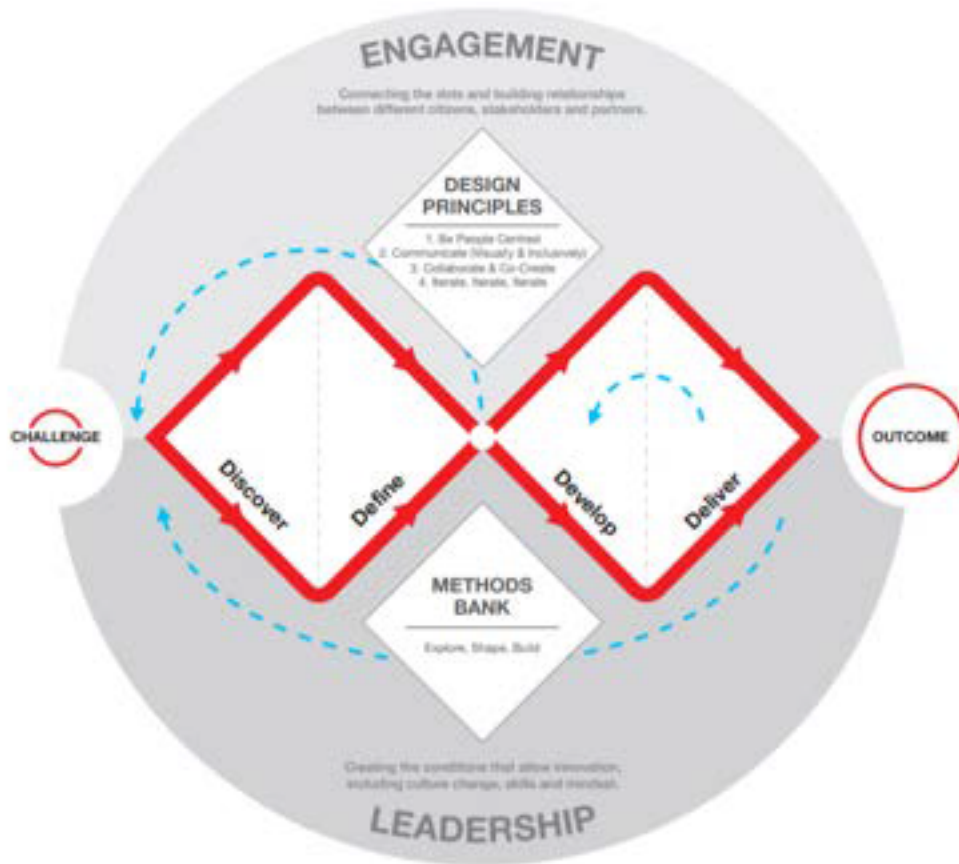 ENGAGEMENT
Connecting the dots and building relationships
between different citizens, stakeholders and partners.
DESIGN
PRINCIPLES
1. Be People Centred
2. Communicate (Visually & Inclusively)
3. Collaborate & Co-Create
4. Iterate, Iterate, Iterate
CHALLENGE
OUTCOME
Discover
Define
Develop
Deliver
METHODS
BANK
Explore, Shape, Build
Creating the conditions that allow innovation,
including culture change, skills and mindset.
LEADERSHIP